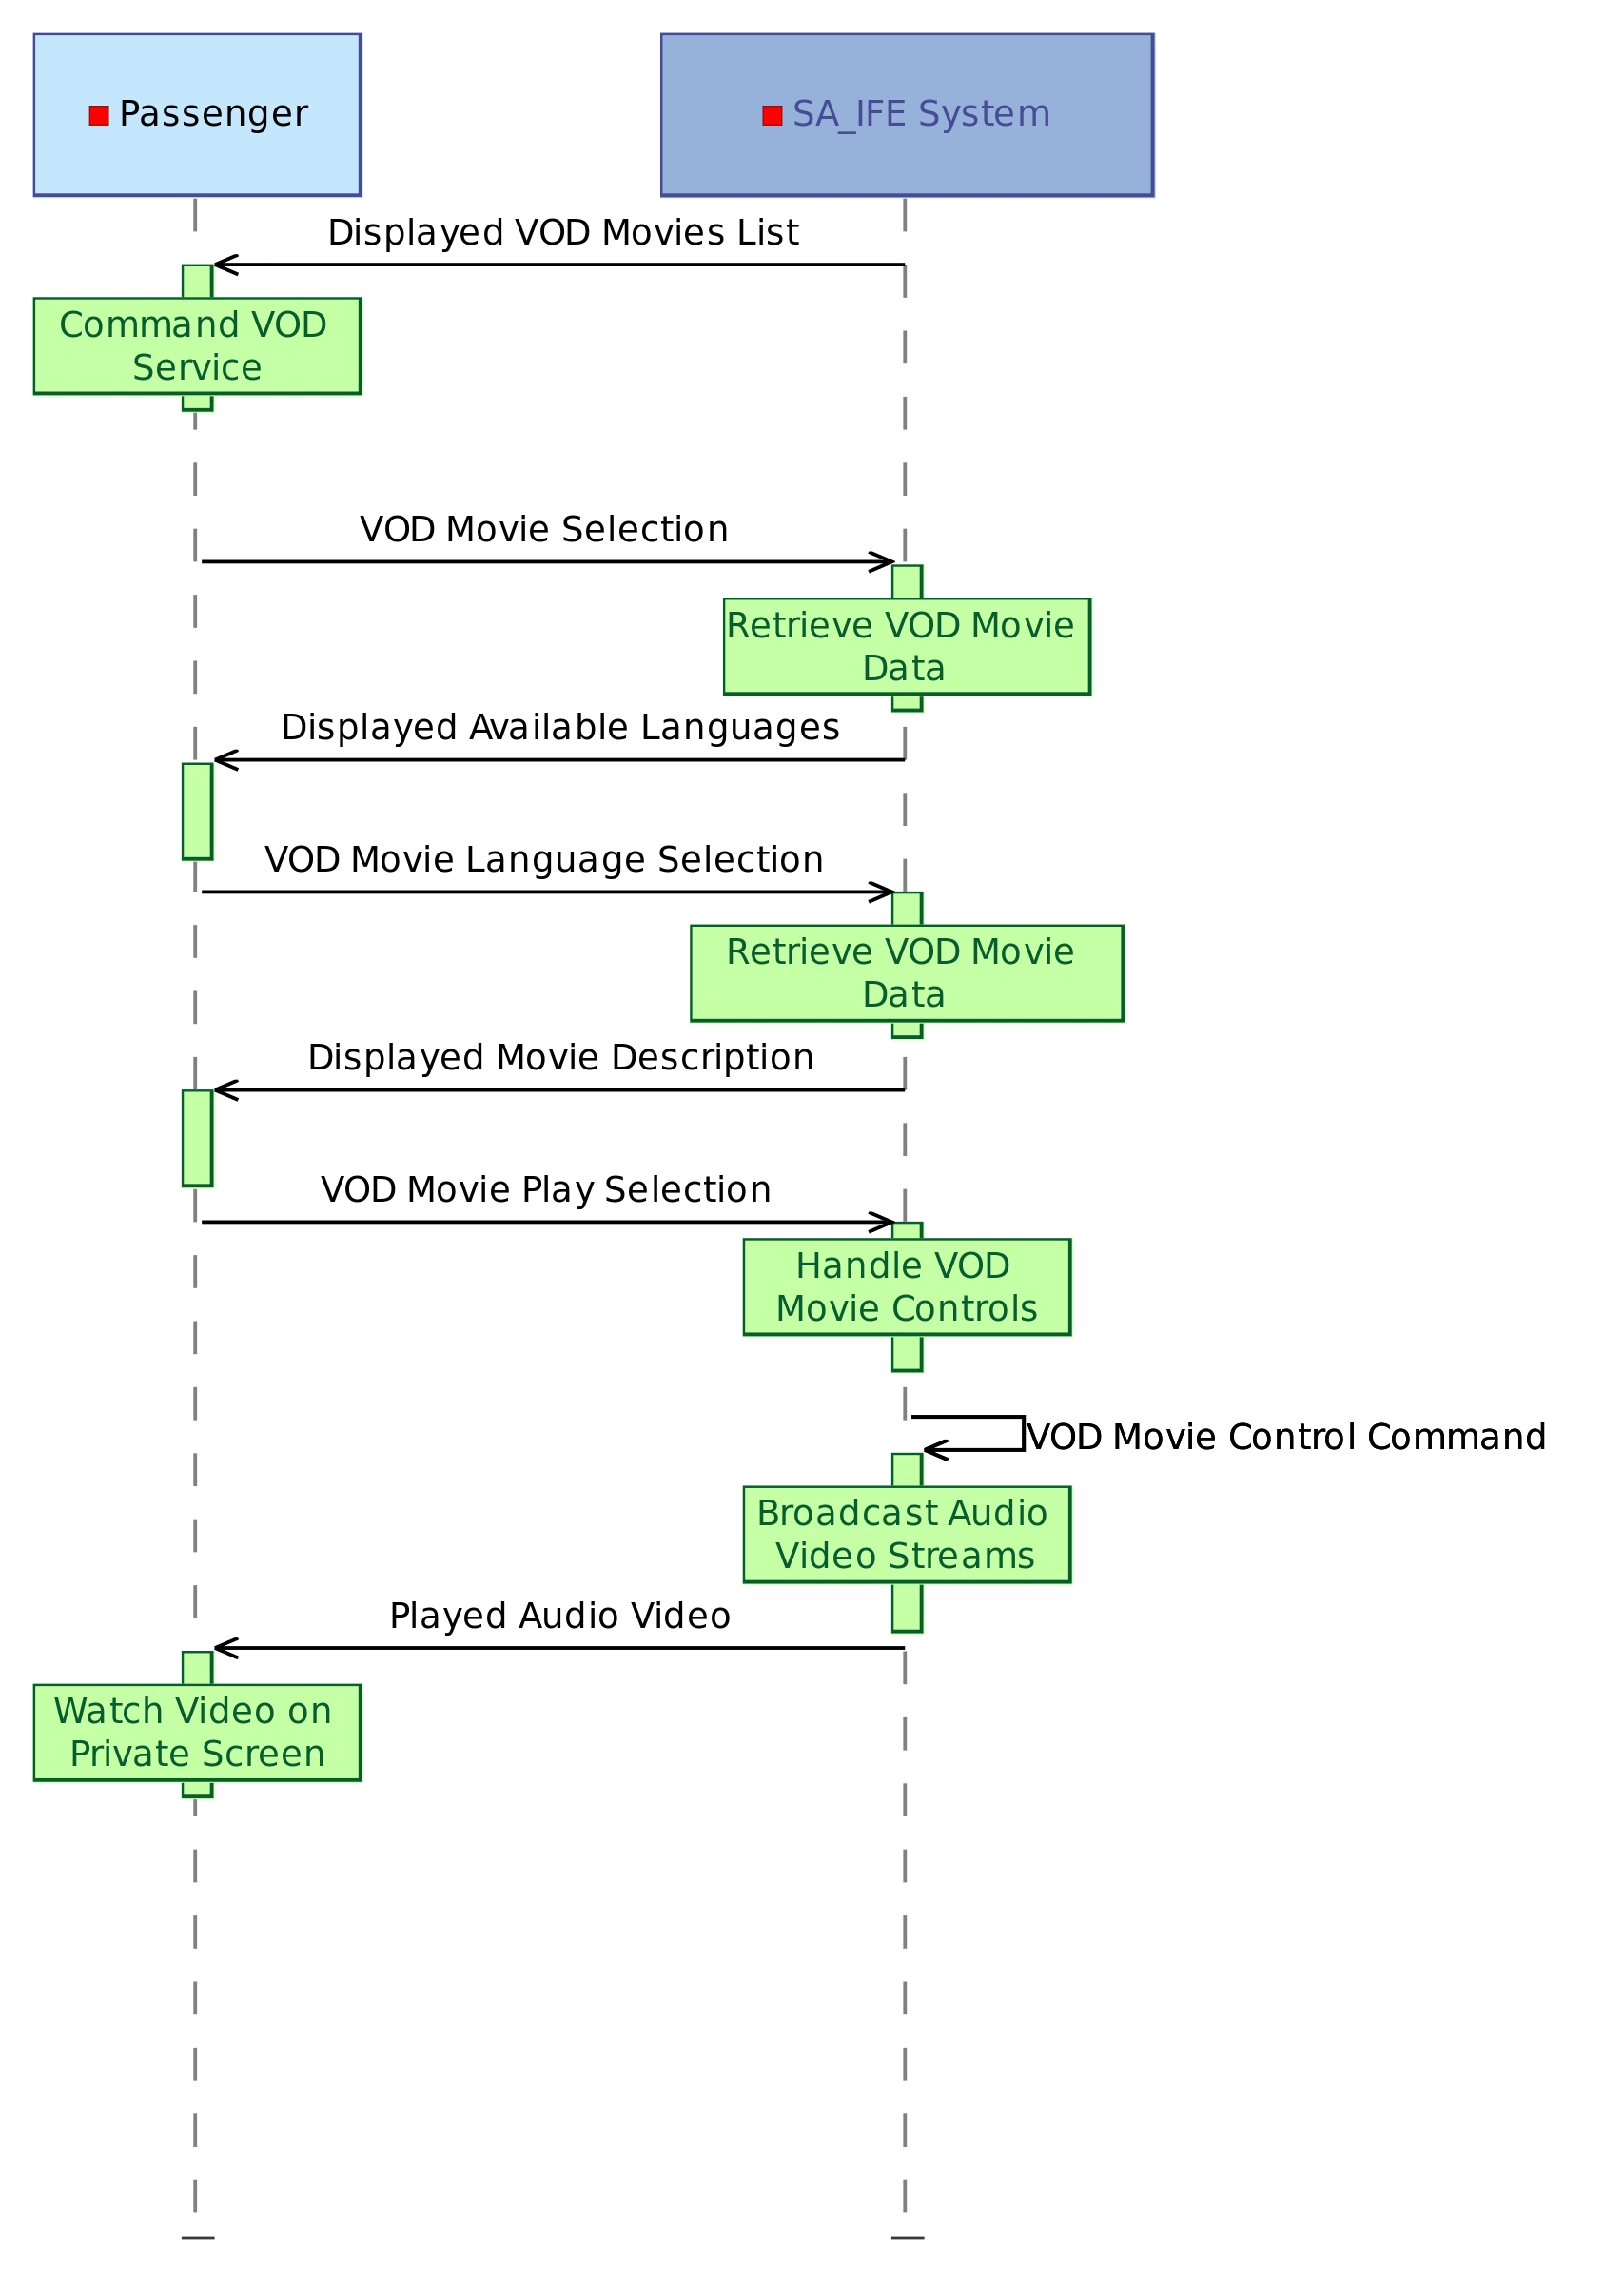 Passenger
SA_IFE System
Displayed VOD Movies List
Command VOD
Service
VOD Movie Selection
Retrieve VOD Movie
Data
Displayed Available Languages
VOD Movie Language Selection
Retrieve VOD Movie
Data
Displayed Movie Description
VOD Movie Play Selection
Handle VOD
Movie Controls
VOD Movie Control Command
Broadcast Audio
Video Streams
Played Audio Video
Watch Video on
Private Screen